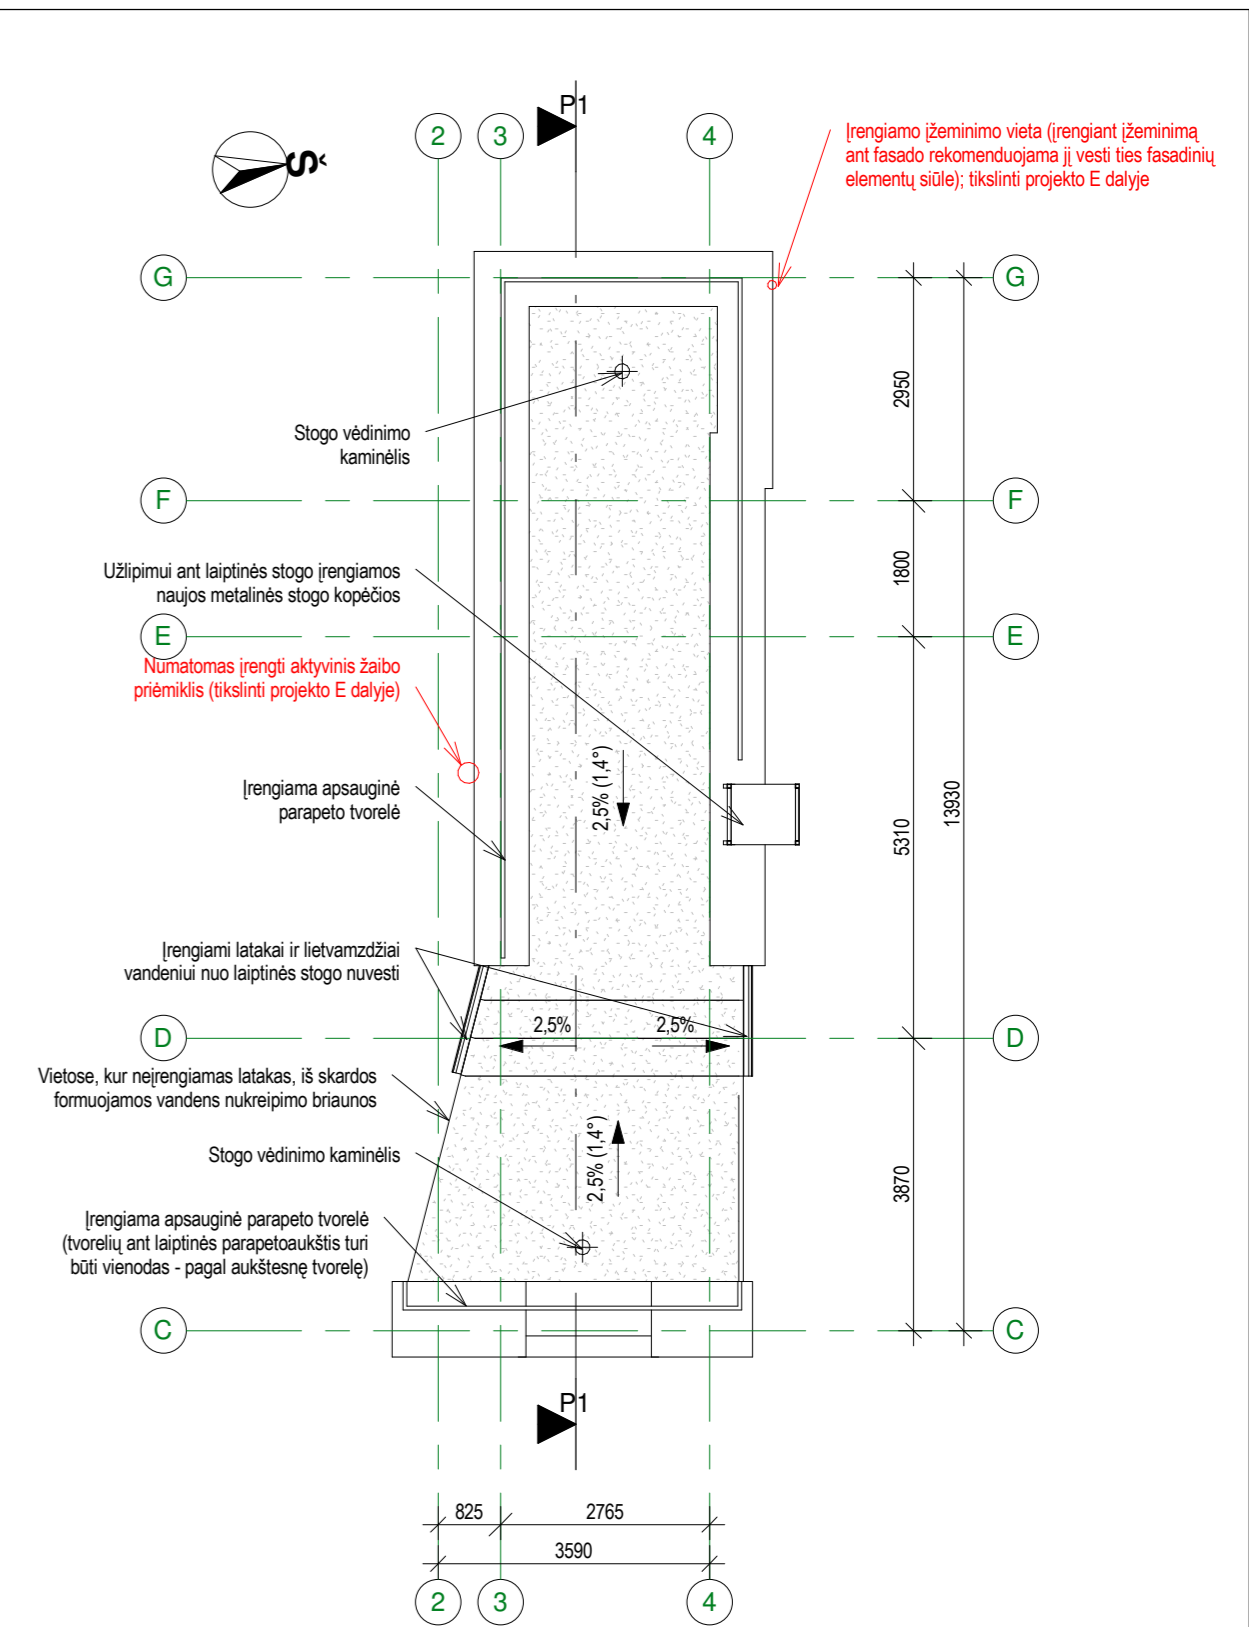 P1
2
3
4
Š
Įrengiamo įžeminimo vieta (įrengiant įžeminimą
ant fasado rekomenduojama jį vesti ties fasadinių
elementų siūle); tikslinti projekto E dalyje
G
G
2950
Stogo vėdinimo
kaminėlis
F
F
Užlipimui ant laiptinės stogo įrengiamos
naujos metalinės stogo kopėčios
1800
E
E
Numatomas įrengti aktyvinis žaibo
priėmiklis (tikslinti projekto E dalyje)
2,5% (1,4°)
Įrengiama apsauginė
parapeto tvorelė
5310
13930
Įrengiami latakai ir lietvamzdžiai
vandeniui nuo laiptinės stogo nuvesti
2,5%
2,5%
D
D
Vietose, kur neįrengiamas latakas, iš skardos
formuojamos vandens nukreipimo briaunos
2,5% (1,4°)
Stogo vėdinimo kaminėlis
3870
Įrengiama apsauginė parapeto tvorelė
(tvorelių ant laiptinės parapetoaukštis turi
būti vienodas - pagal aukštesnę tvorelę)
C
C
P1
825
2765
3590
2
3
4